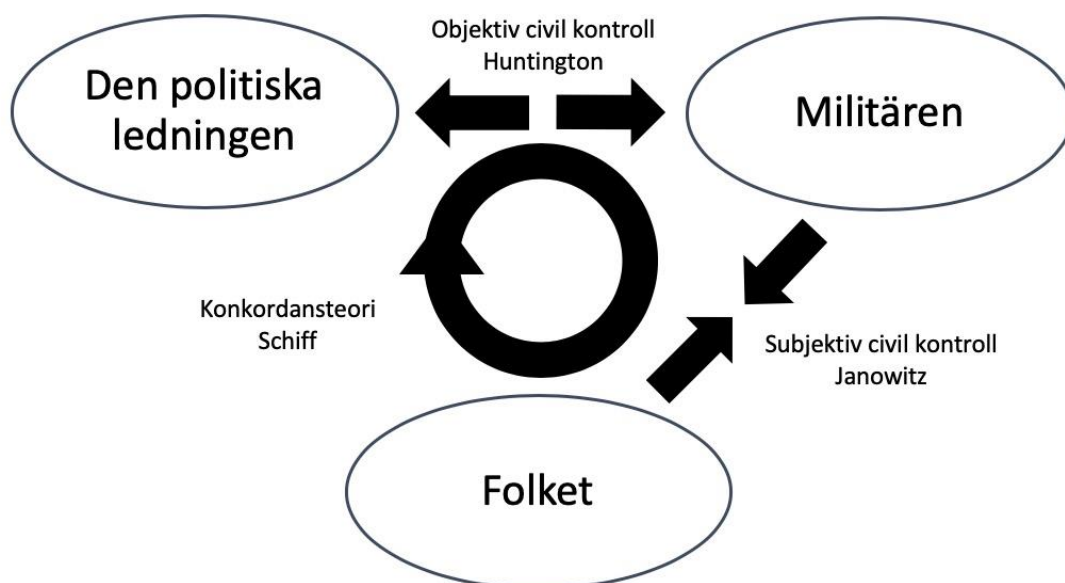 Objektiv civil kontroll
Huntington
Den politiska
ledningen
Militären
Konkordansteori
Schiff
Subjektiv civil kontroll
Janowitz
Folket